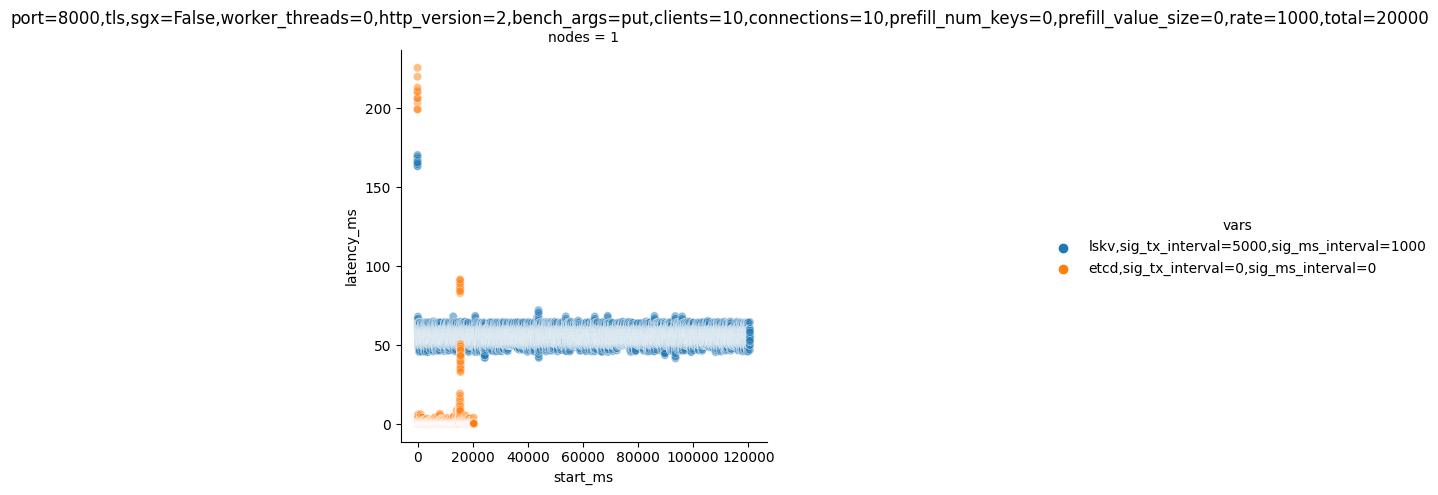 port=8000,tls,sgx=False,worker_threads=0,http_version=2,bench_args=put,clients=10,connections=10,prefill_num_keys=0,prefill_value_size=0,rate=1000,total=20000
nodes = 1
200
150
100
50
0
latency_ms
0 20000 40000 60000 80000 100000 120000
start_ms
vars
lskv,sig_tx_interval=5000,sig_ms_interval=1000
etcd,sig_tx_interval=0,sig_ms_interval=0